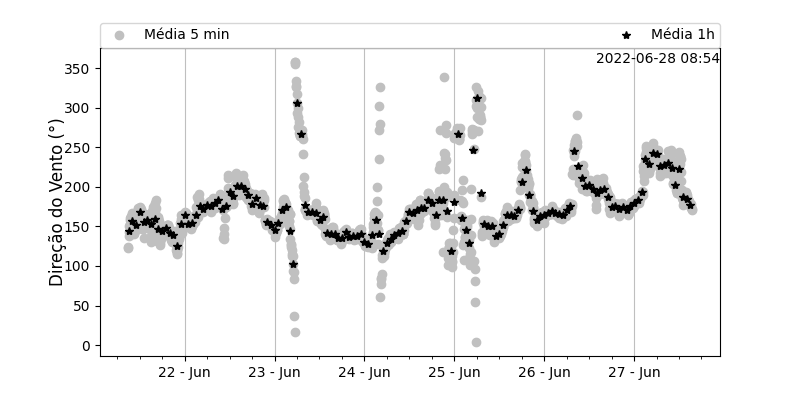 Média 5 min
Média 1h
2022-06-28 08:54
Direção do Vento (°)
350
300
250
200
150
100
50
0
22 - Jun
23 - Jun
24 - Jun
25 - Jun
26 - Jun
27 - Jun